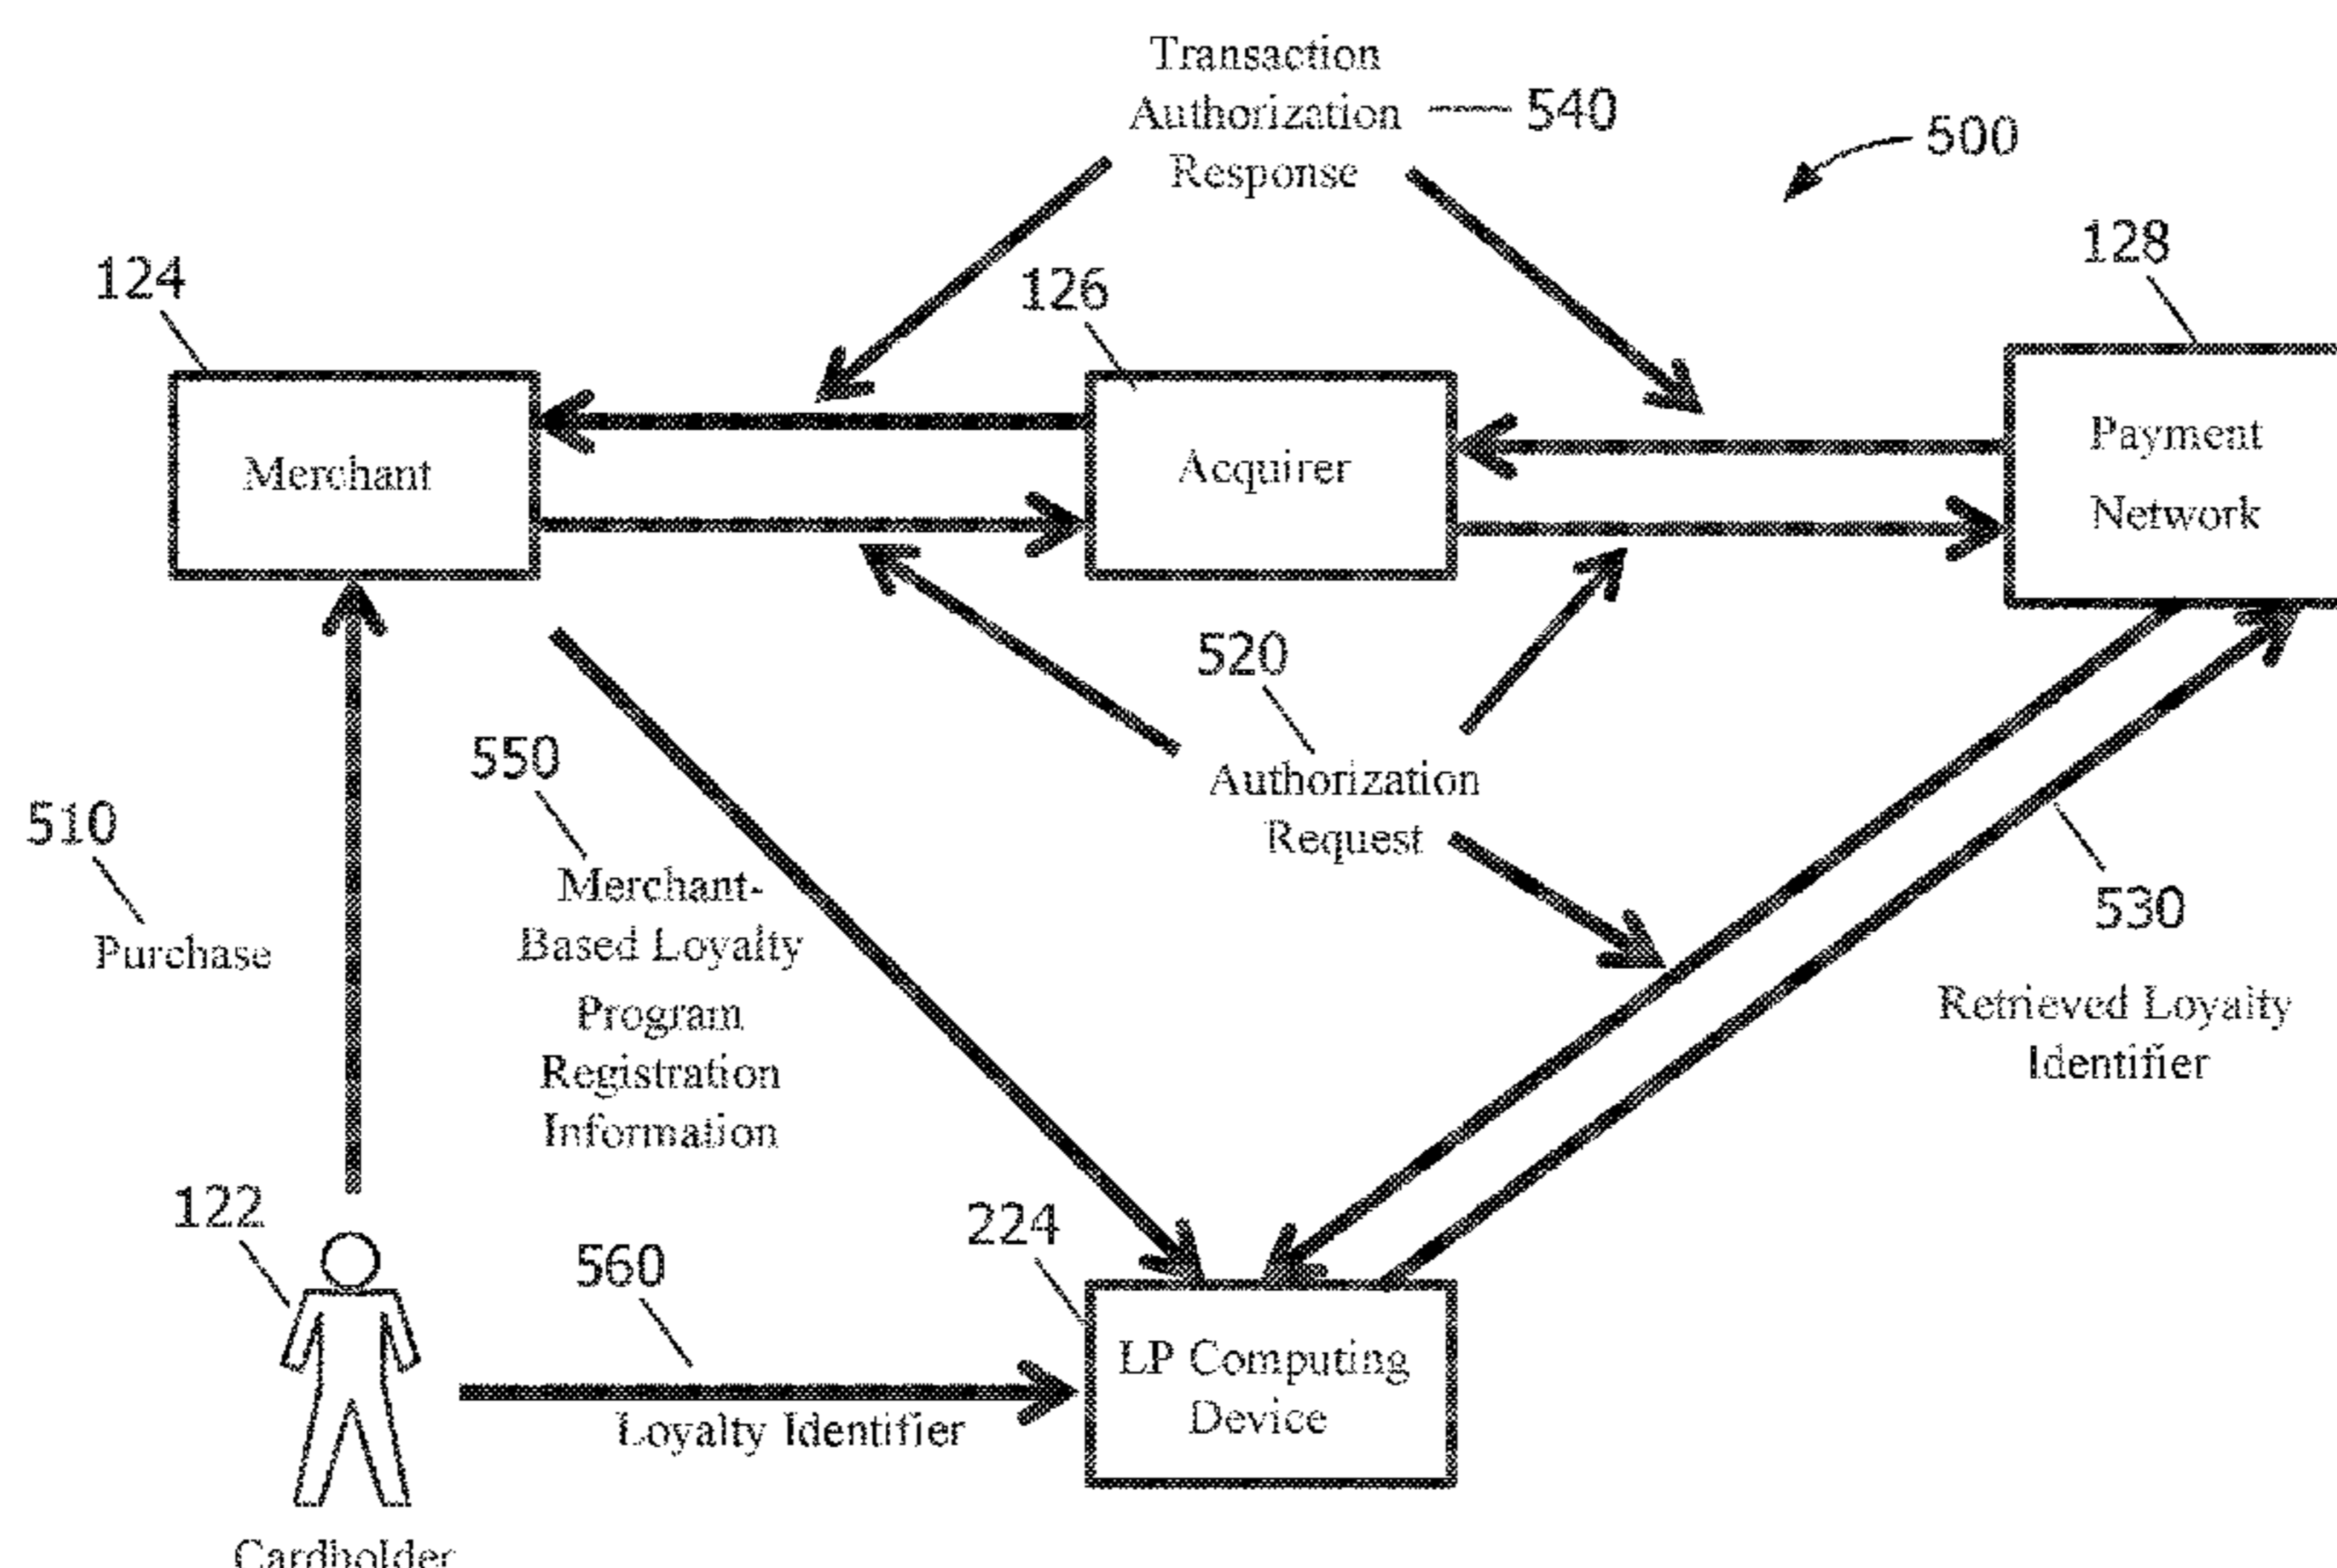 Transaction
Authorization
Response
540
500
124
126
128
Merchant
Acquirer
Payment
Network
520
Authorization
Request
550
Merchant-
Based Loyalty
Program
Registration
Information
510
Purchase
530
Retrieved Loyalty
Identifier
122
560
Loyalty Identifier
224
LP Computing
Device
Cardholder